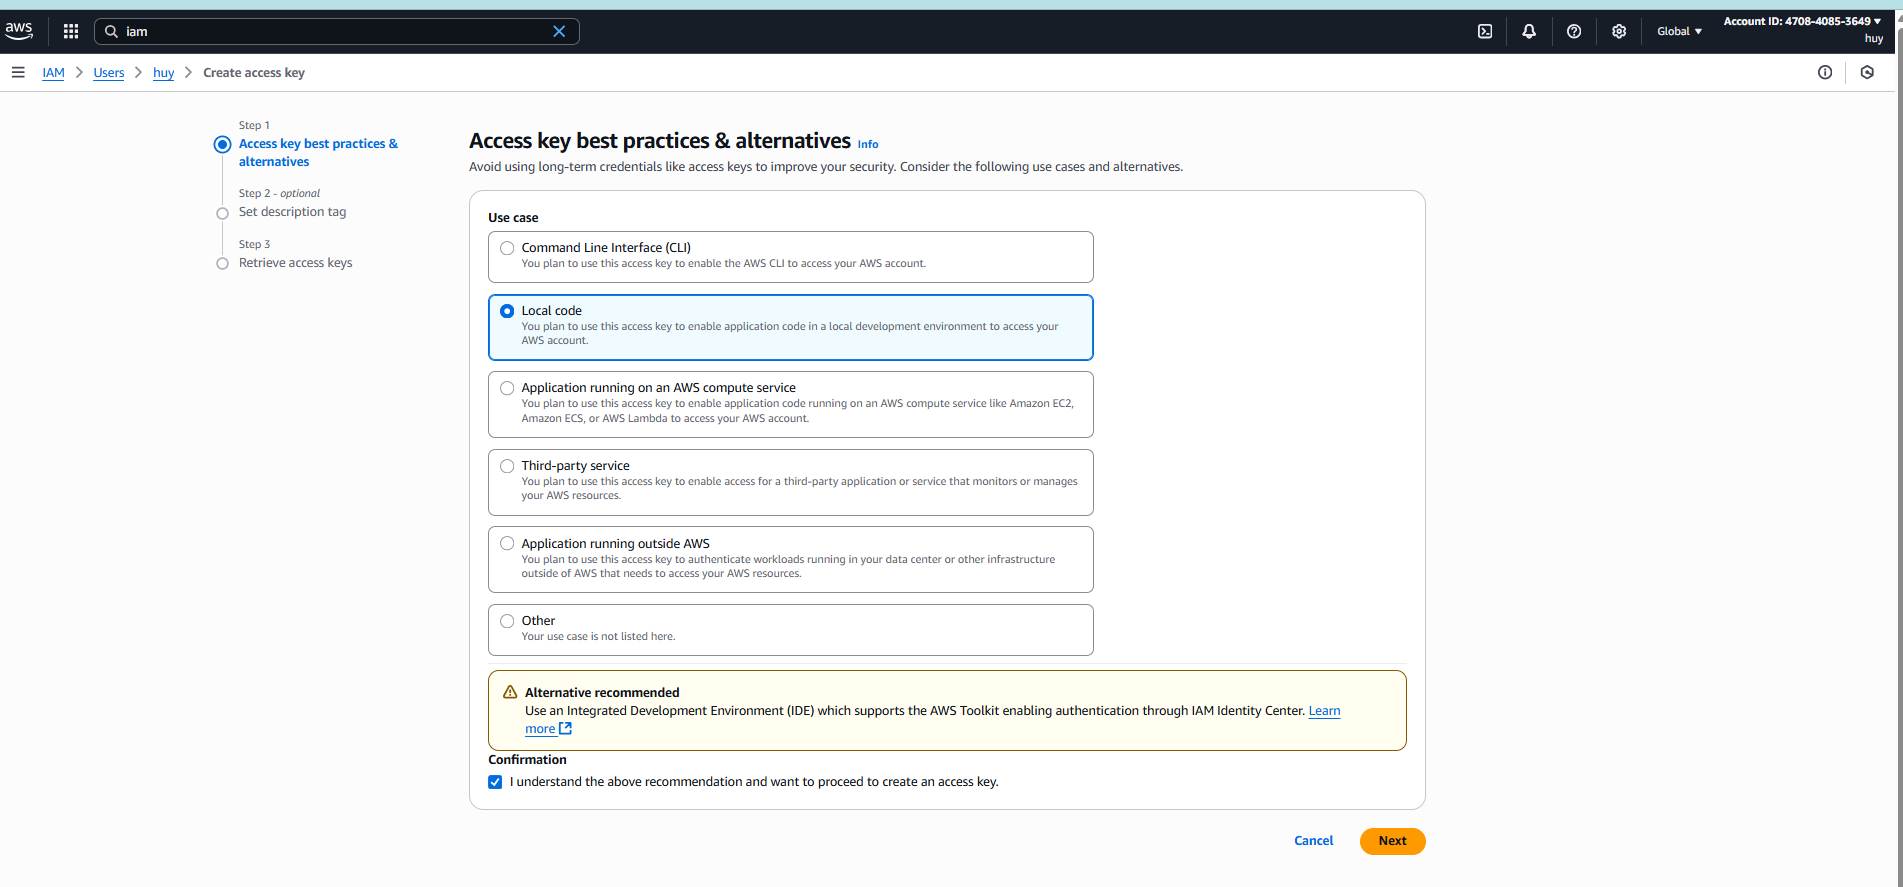 aws
iam
Global
Account ID: 4708-4085-3649
huy
IAM
Users
huy
Create access key
Step 1
Access key best practices &
alternatives
Step 2 - optional
Set description tag
Step 3
Retrieve access keys
Access key best practices & alternatives Info
Avoid using long-term credentials like access keys to improve your security. Consider the following use cases and alternatives.
Use case
Command Line Interface (CLI)
You plan to use this access key to enable the AWS CLI to access your AWS account.
Local code
You plan to use this access key to enable application code in a local development environment to access your
AWS account.
Application running on an AWS compute service
You plan to use this access key to enable application code running on an AWS compute service like Amazon EC2,
Amazon ECS, or AWS Lambda to access your AWS account.
Third-party service
You plan to use this access key to enable access for a third-party application or service that monitors or manages
your AWS resources.
Application running outside AWS
You plan to use this access key to authenticate workloads running in your data center or other infrastructure
outside of AWS that needs to access your AWS resources.
Other
Your use case is not listed here.
Alternative recommended
Use an Integrated Development Environment (IDE) which supports the AWS Toolkit enabling authentication through IAM Identity Center. Learn
more
Confirmation
I understand the above recommendation and want to proceed to create an access key.
Cancel
Next